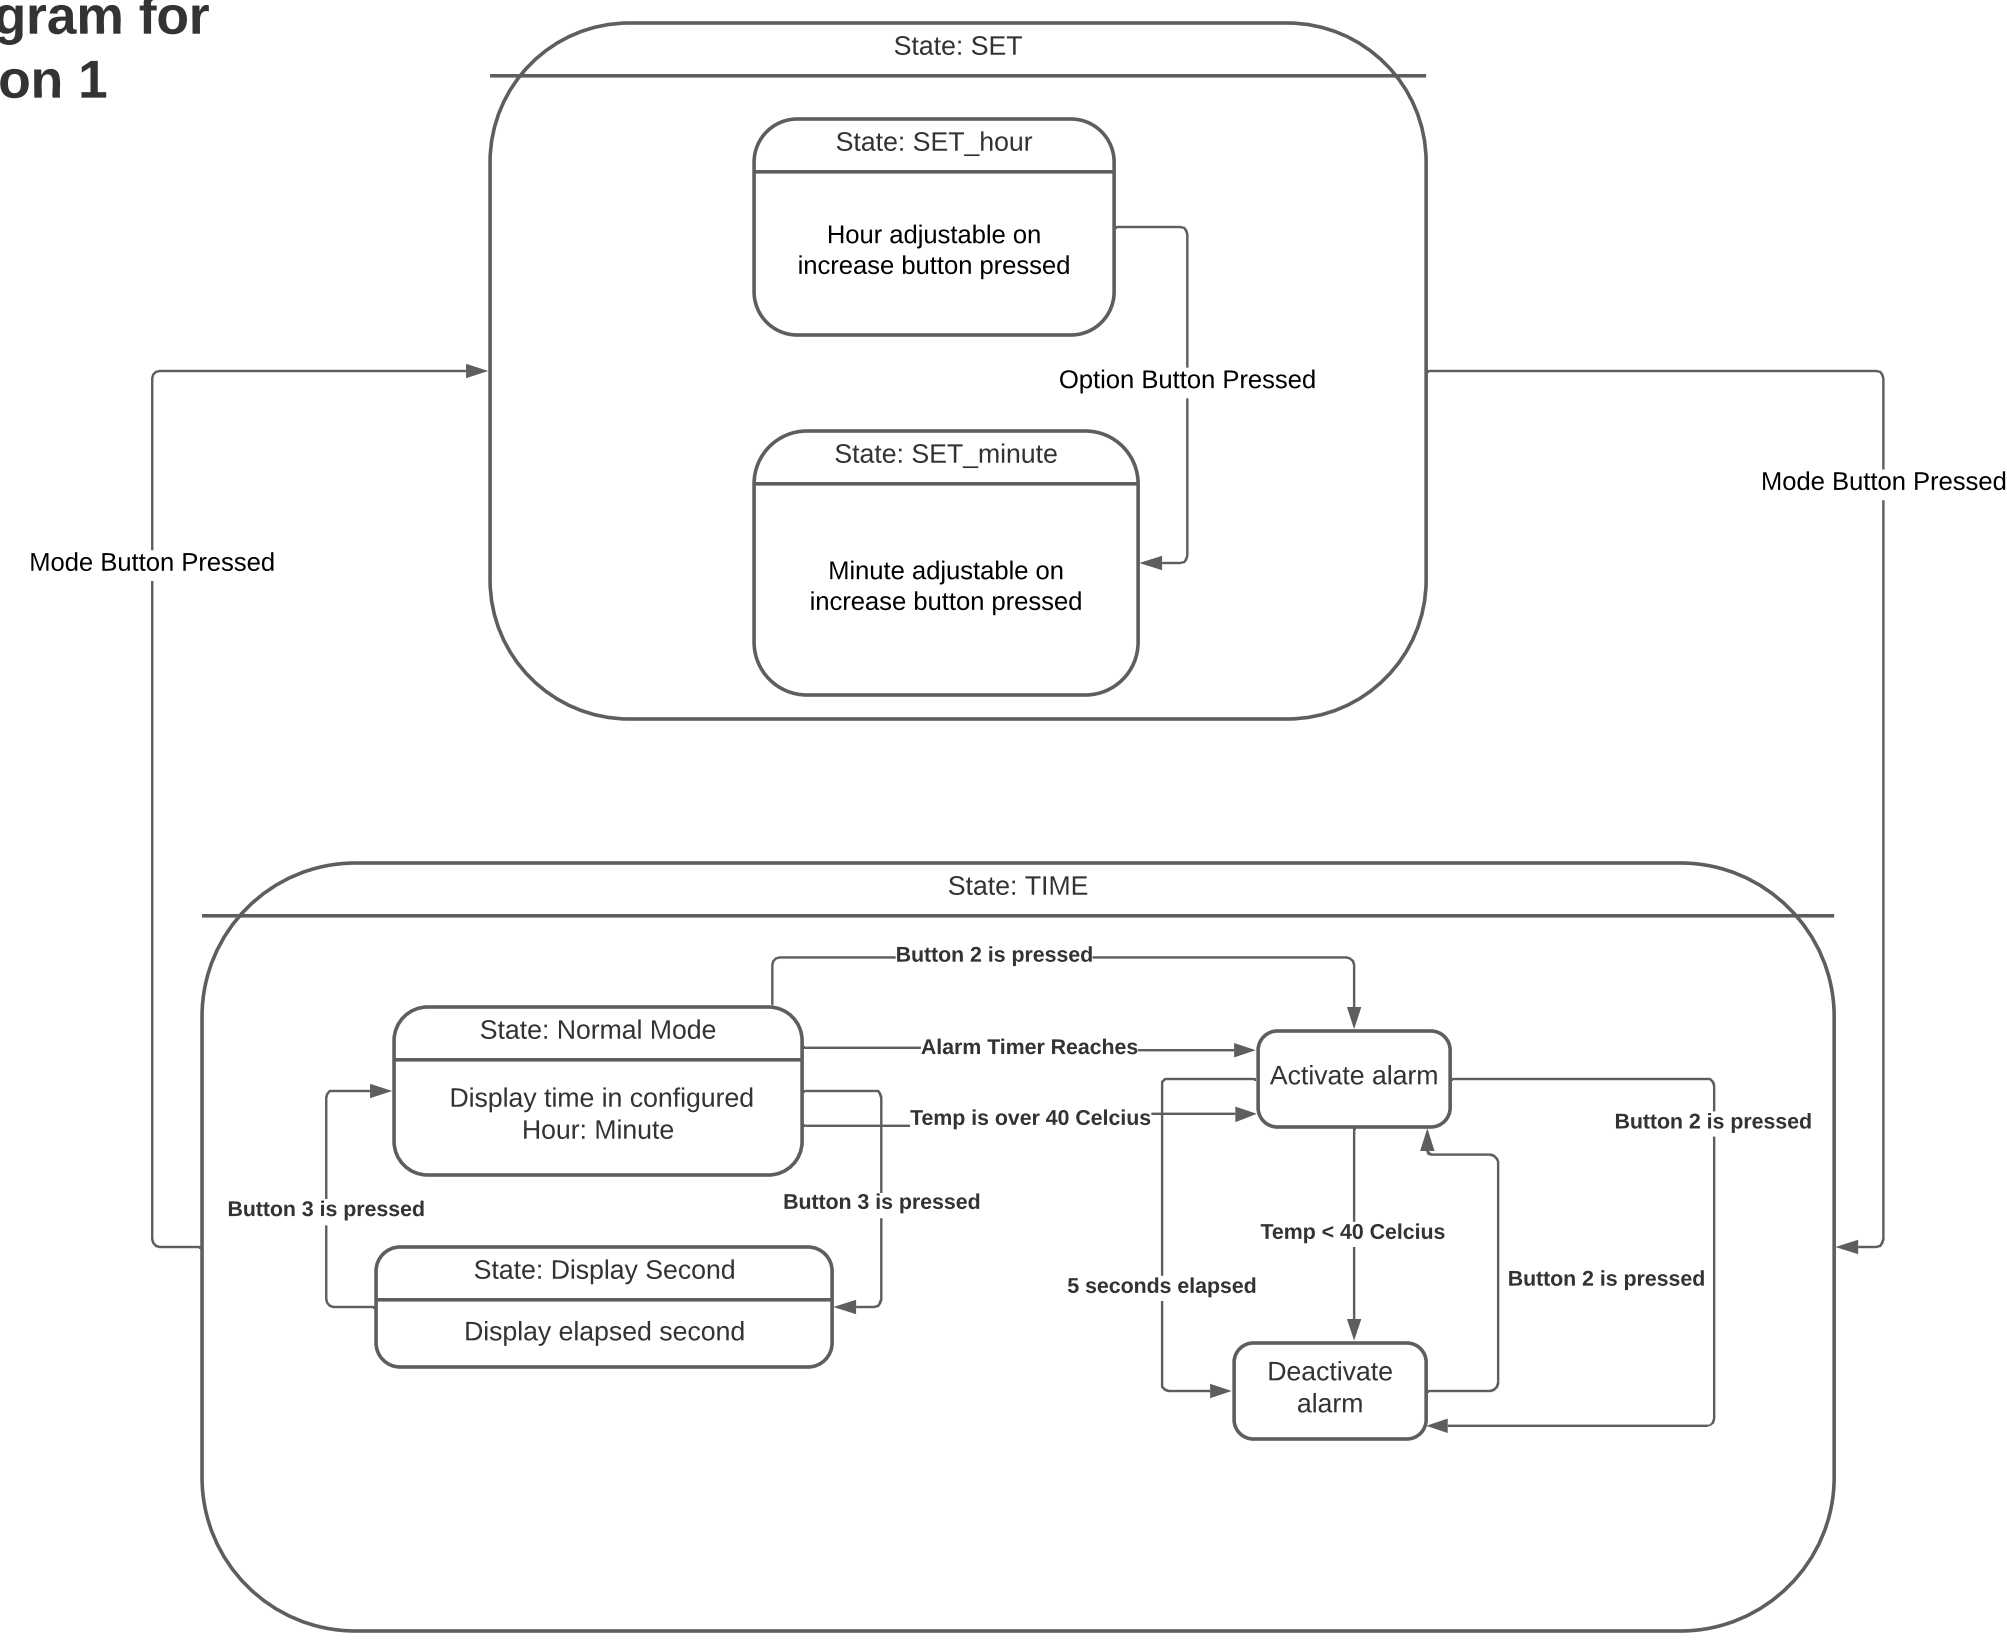 gram for
on 1
State: SET
State: SET_hour
Hour adjustable on
increase button pressed
Option Button Pressed
State: SET_minute
Minute adjustable on
increase button pressed
Mode Button Pressed
Mode Button Pressed
State: TIME
Button 2 is pressed
State: Normal Mode
Display time in configured
Hour: Minute
Alarm Timer Reaches
Temp is over 40 Celcius
Activate alarm
Button 2 is pressed
Button 3 is pressed
Button 3 is pressed
Temp < 40 Celcius
Button 2 is pressed
5 seconds elapsed
State: Display Second
Display elapsed second
Deactivate
alarm